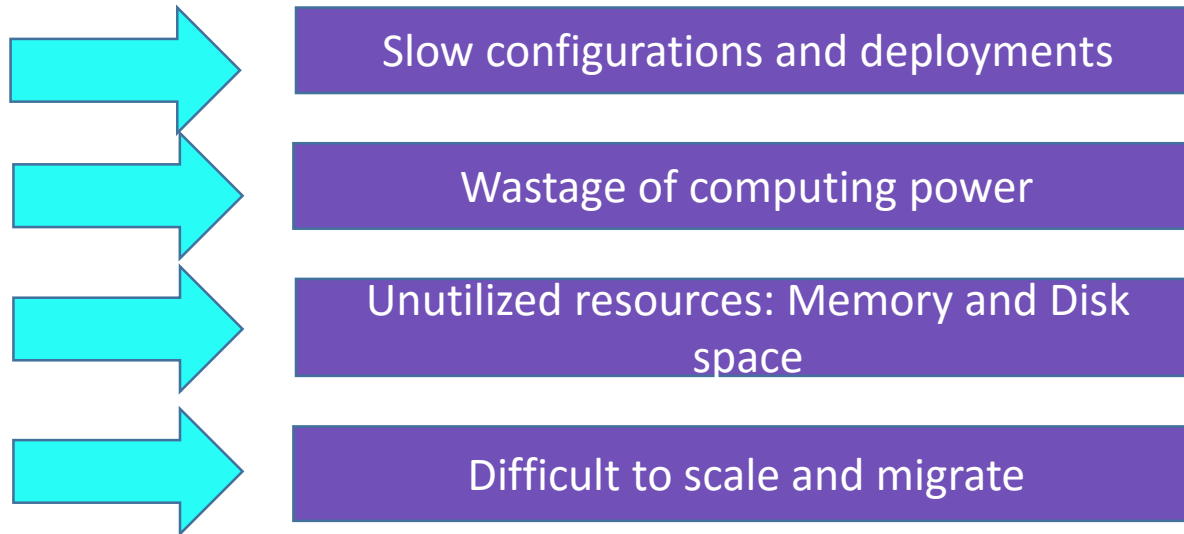 Slow configurations and deployments
Wastage of computing power
Unutilized resources: Memory and Disk
space
Difficult to scale and migrate